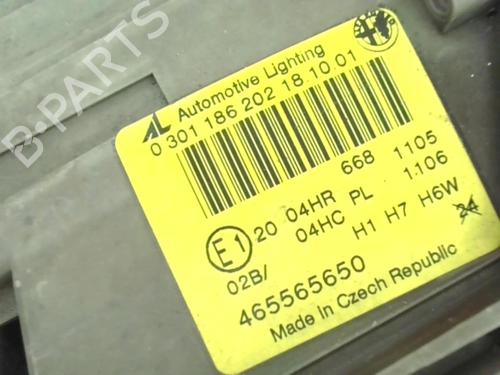 AL Automotive Lighting
0 301 186 202 18 10 01
E1 20 04HR 668 1105
02B/ 04HC PL 1.106
H1 H7 H6W 24
465565650
Made in Czech Republic
B-PARTS